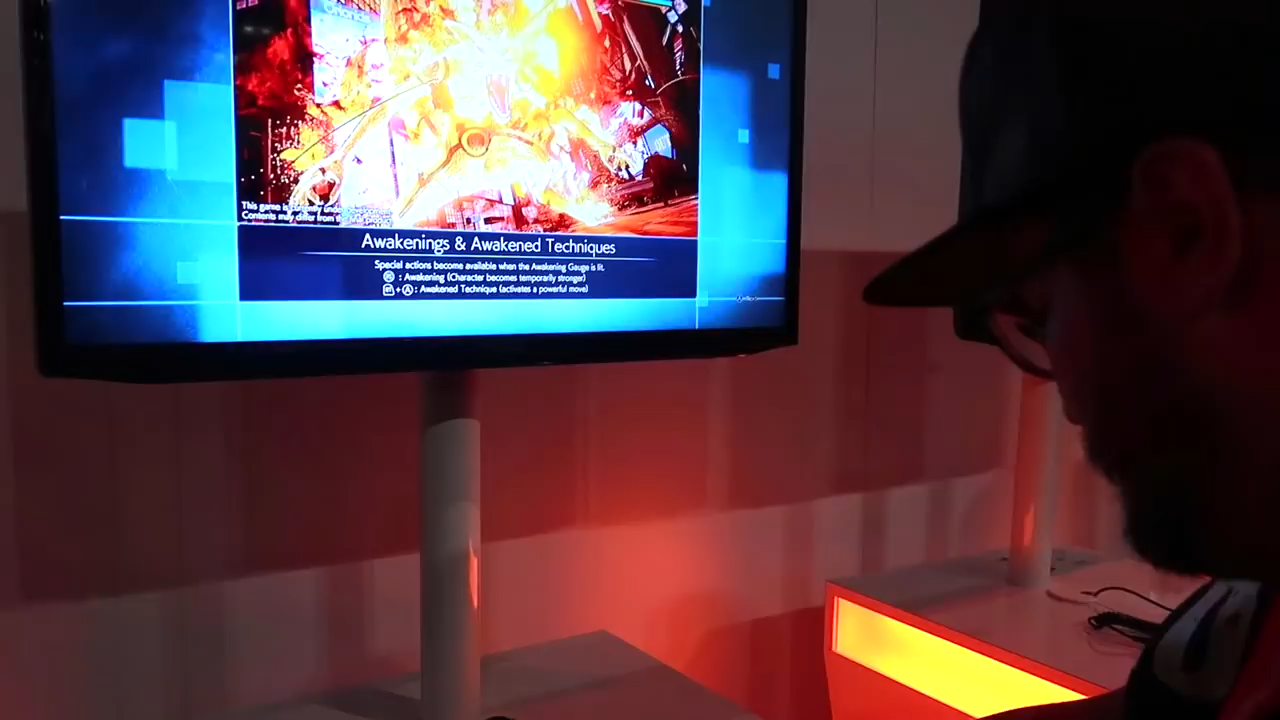 This game is currently under
Contents may differ from the
Awakenings & Awakened Techniques
Special actions become available when the Awakening Gauge is lit.
: Awakening (Character becomes temporarily stronger)
RT + A : Awakened Technique (activates a powerful move)